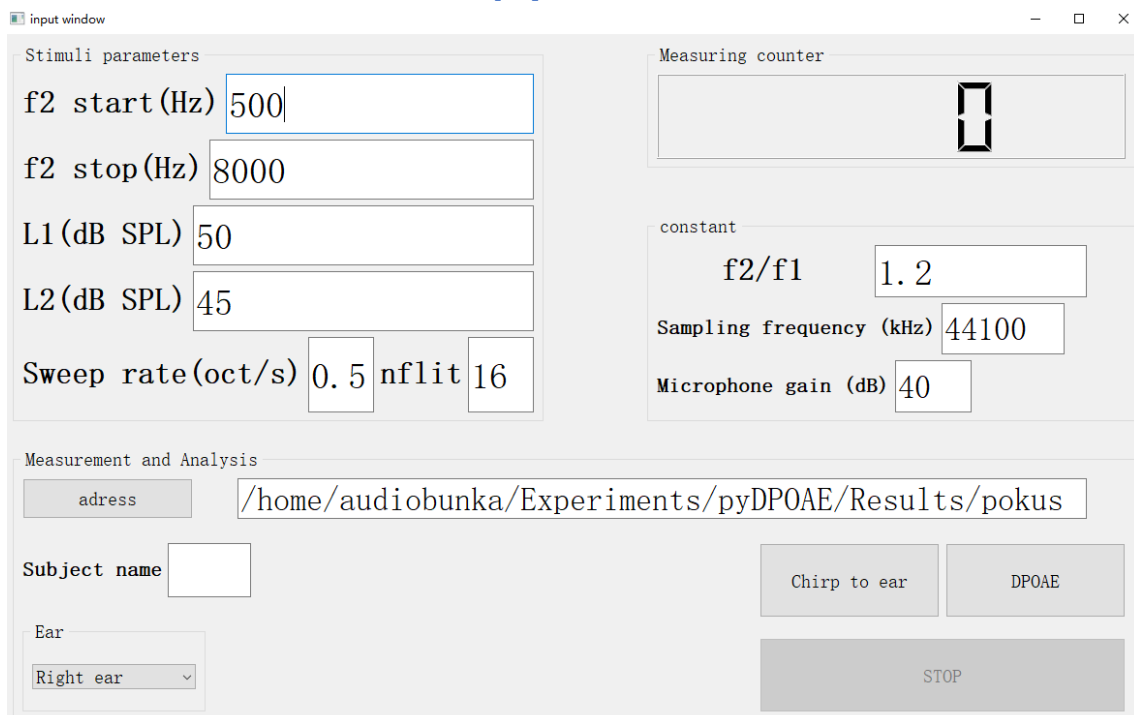 input window
Stimuli parameters
f2 start(Hz) 500
f2 stop(Hz) 8000
L1(dB SPL) 50
L2(dB SPL) 45
Sweep rate(oct/s) 0.5 nflit 16
Measuring counter
0
constant
f2/f1 1.2
Sampling frequency (kHz) 44100
Microphone gain (dB) 40
Measurement and Analysis
adress /home/audiobunka/Experiments/pyDPOAE/Results/pokus
Subject name
Chirp to ear DPOAE
Ear
Right ear
STOP